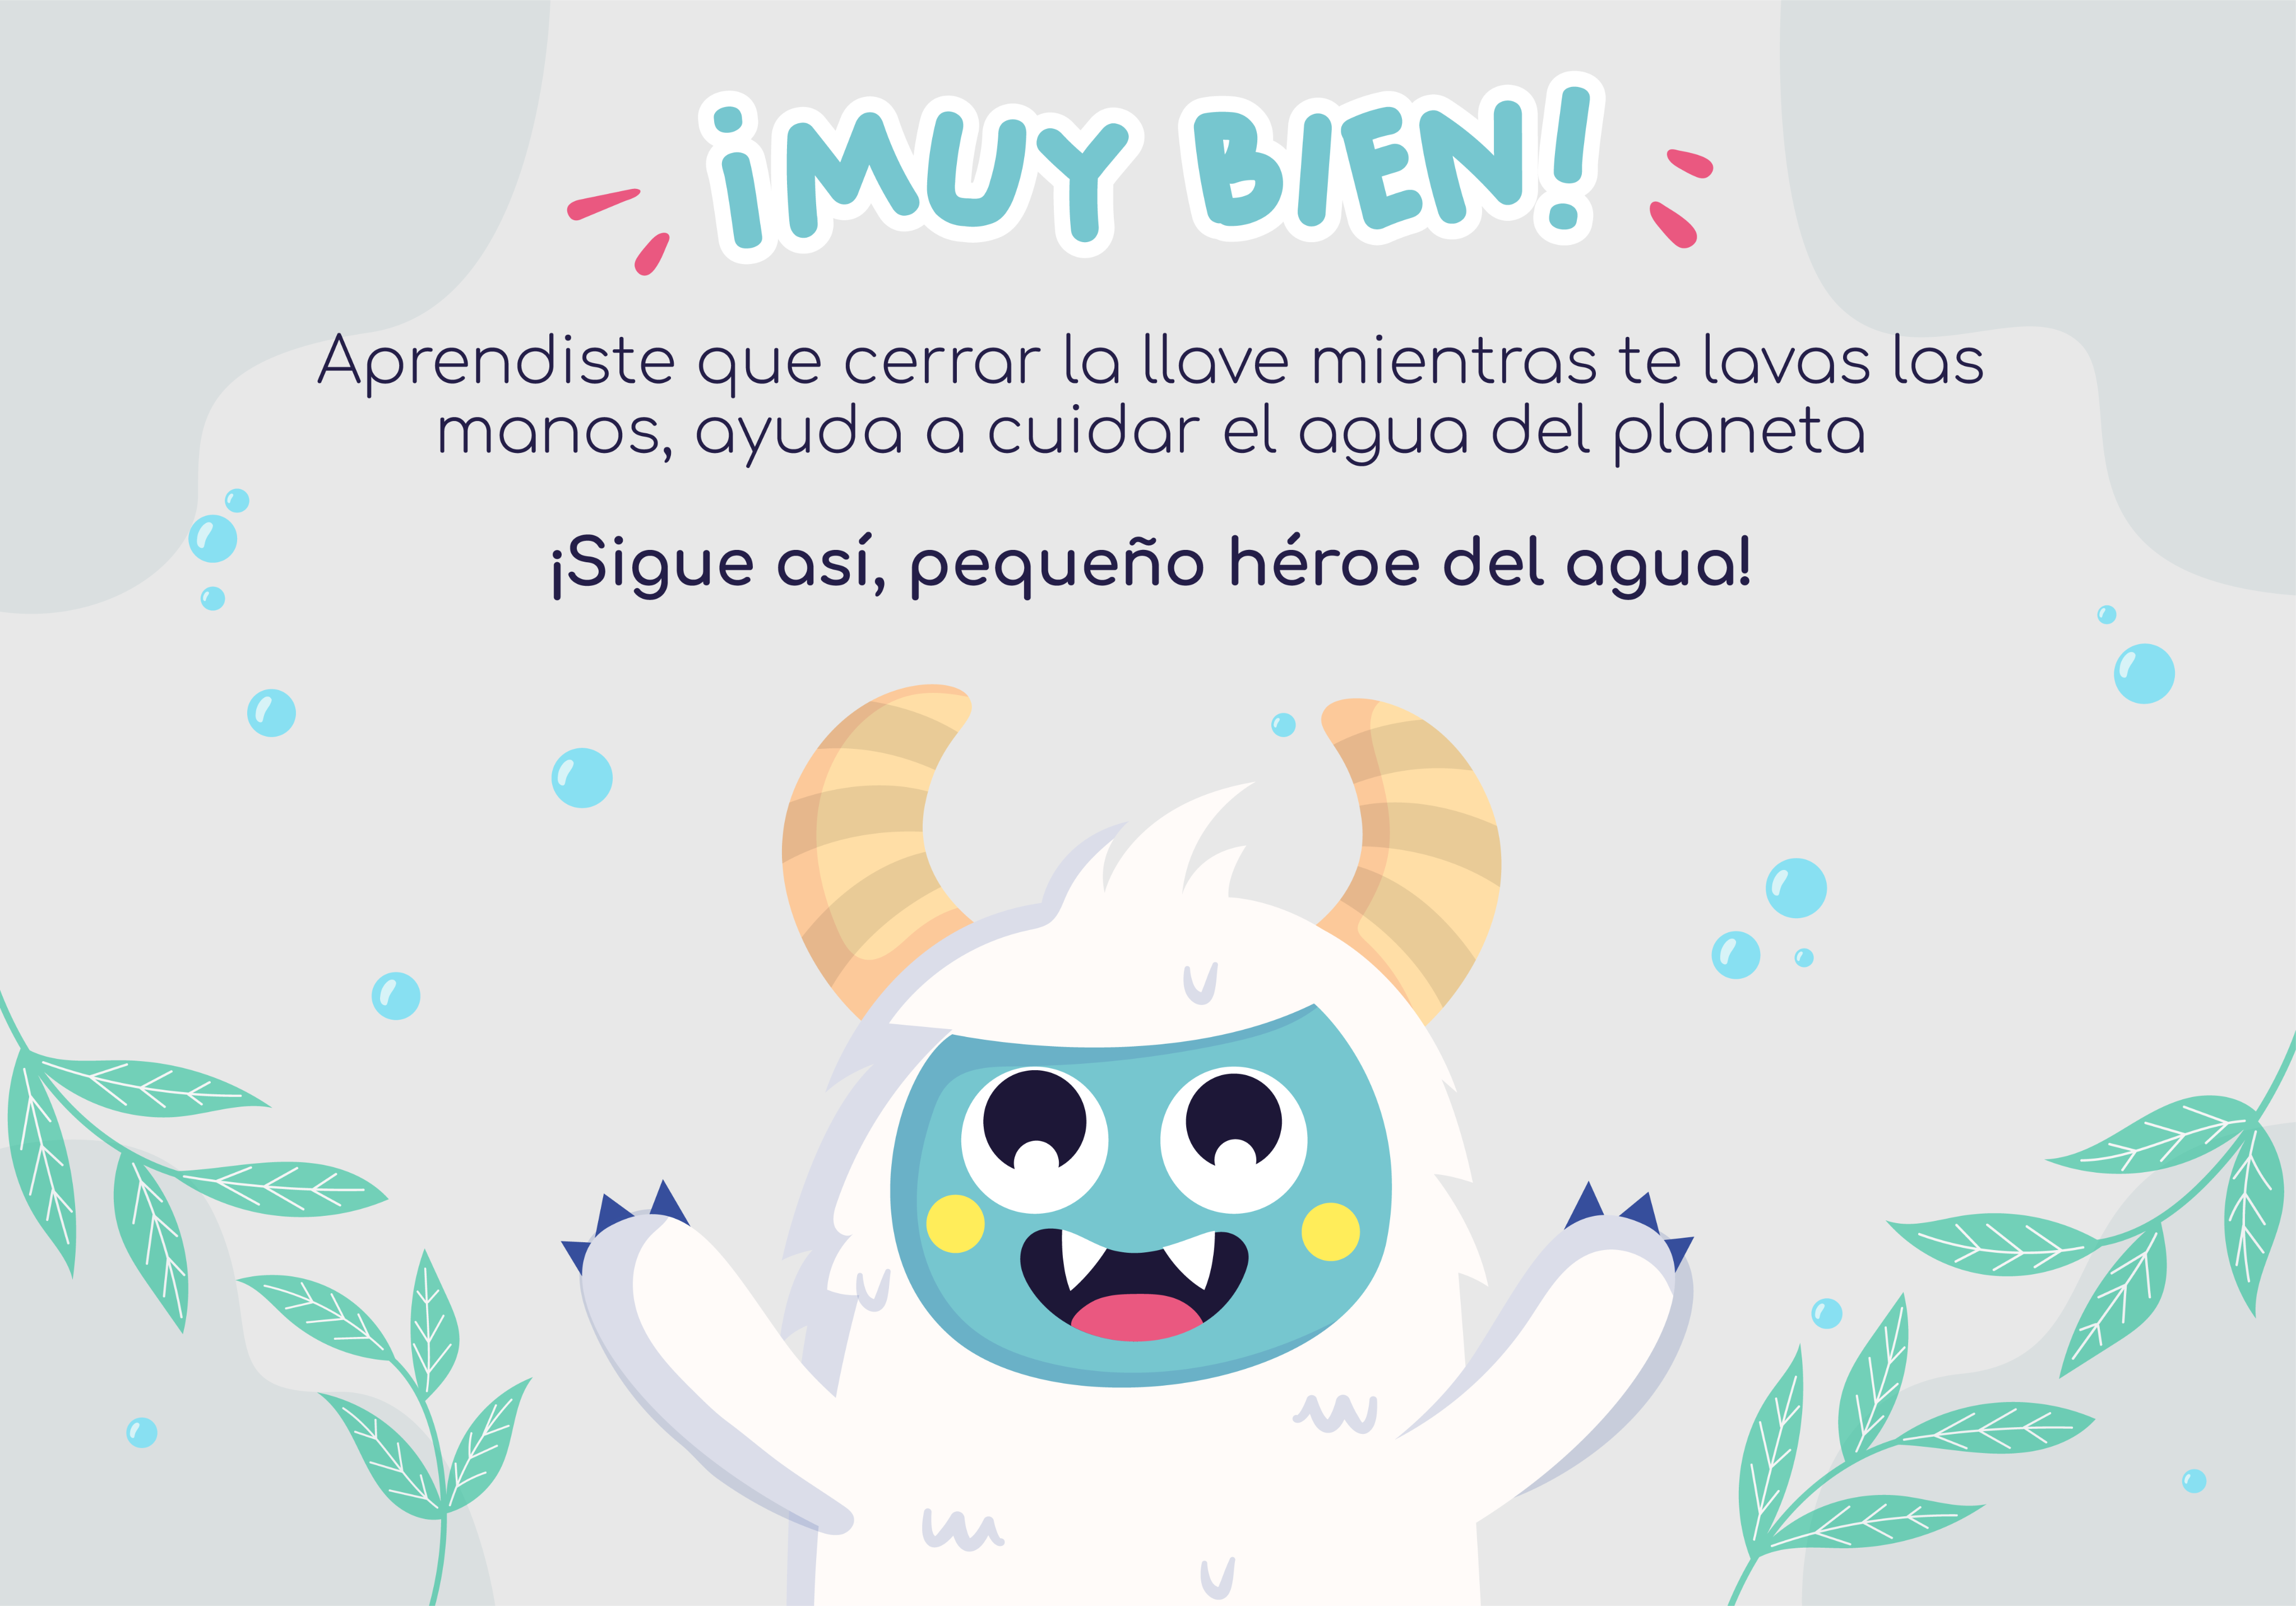 ¡MUY BIEN!
Aprendiste que cerrar la llave mientras te lavas las
manos, ayuda a cuidar el agua del planeta
¡Sigue así, pequeño héroe del agua!